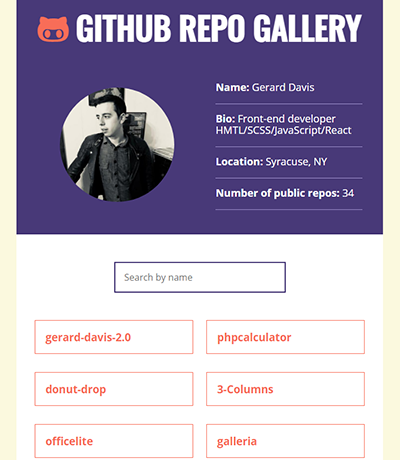 GITHUB REPO GALLERY
Name: Gerard Davis
Bio: Front-end developer
HMTL/SCSS/JavaScript/React
Location: Syracuse, NY
Number of public repos: 34
Search by name
gerard-davis-2.0
phpcalculator
donut-drop
3-Columns
officelite
galleria